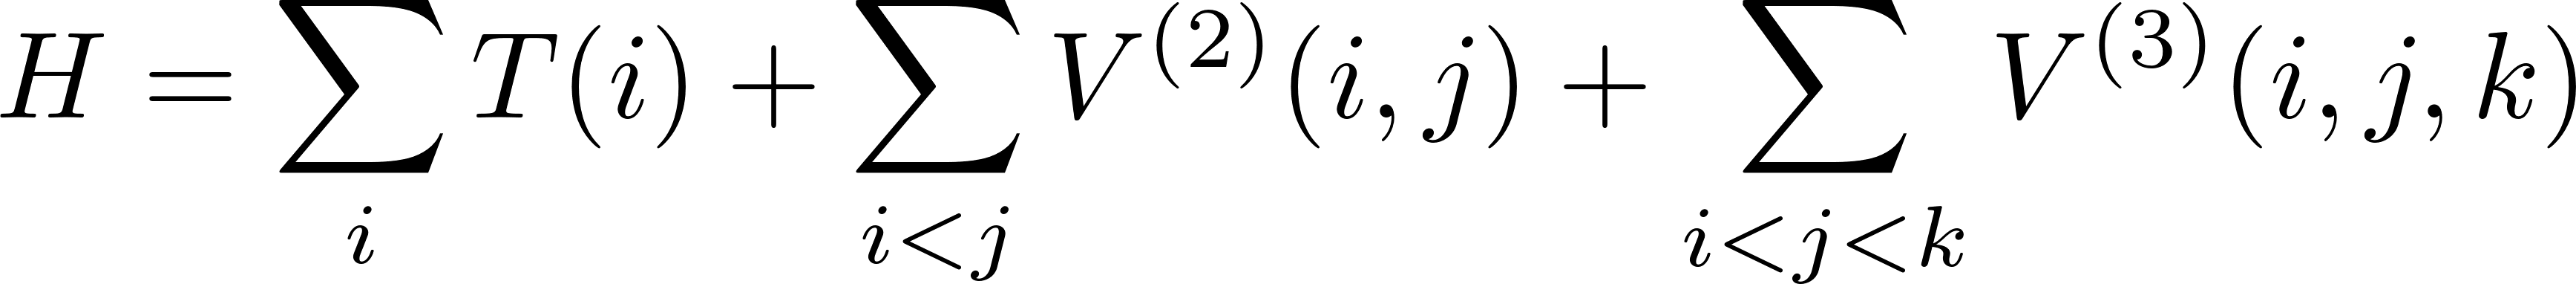 H = \sum_{i} T(i) + \sum_{i<j} V^{(2)}(i, j) + \sum_{i<j<k} V^{(3)}(i, j, k)